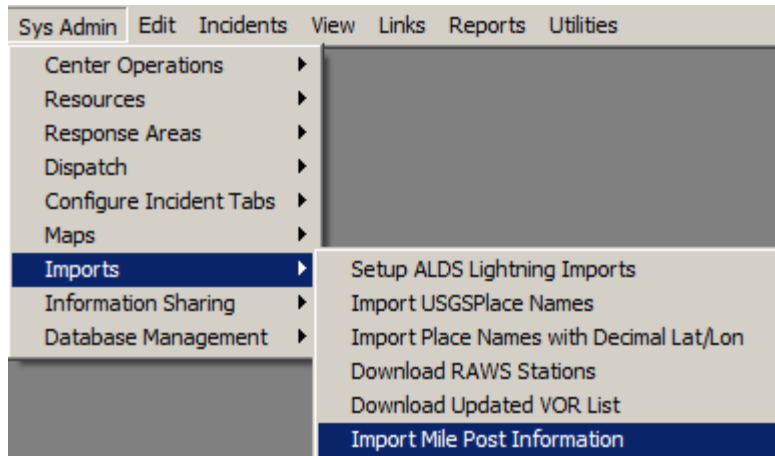 Sys Admin Edit Incidents View Links Reports Utilities
Center Operations
Resources
Response Areas
Dispatch
Configure Incident Tabs
Maps
Imports
Information Sharing
Database Management
Setup ALDS Lightning Imports
Import USGSPlace Names
Import Place Names with Decimal Lat/Lon
Download RAWS Stations
Download Updated VOR List
Import Mile Post Information